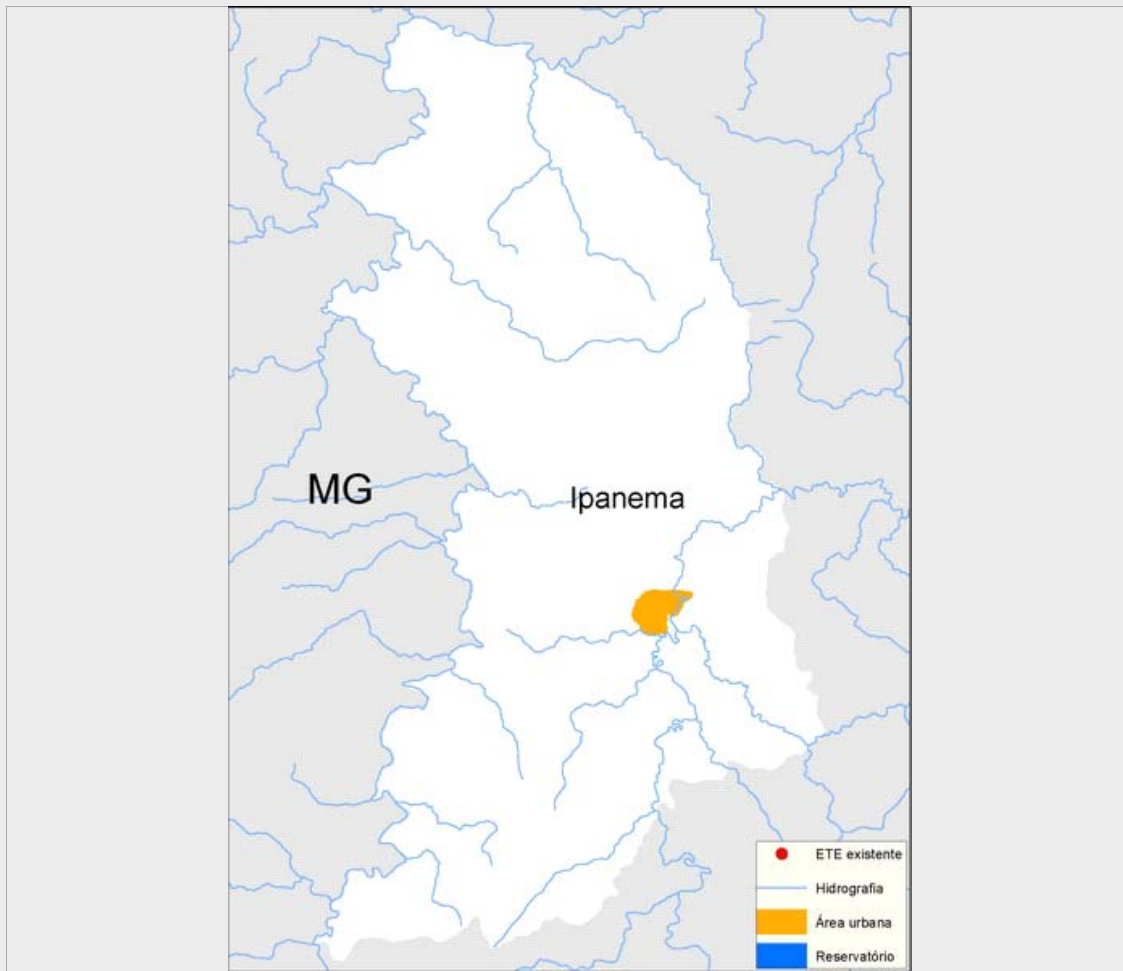 MG
Ipanema
ETE existente
Hidrografia
Área urbana
Reservatório